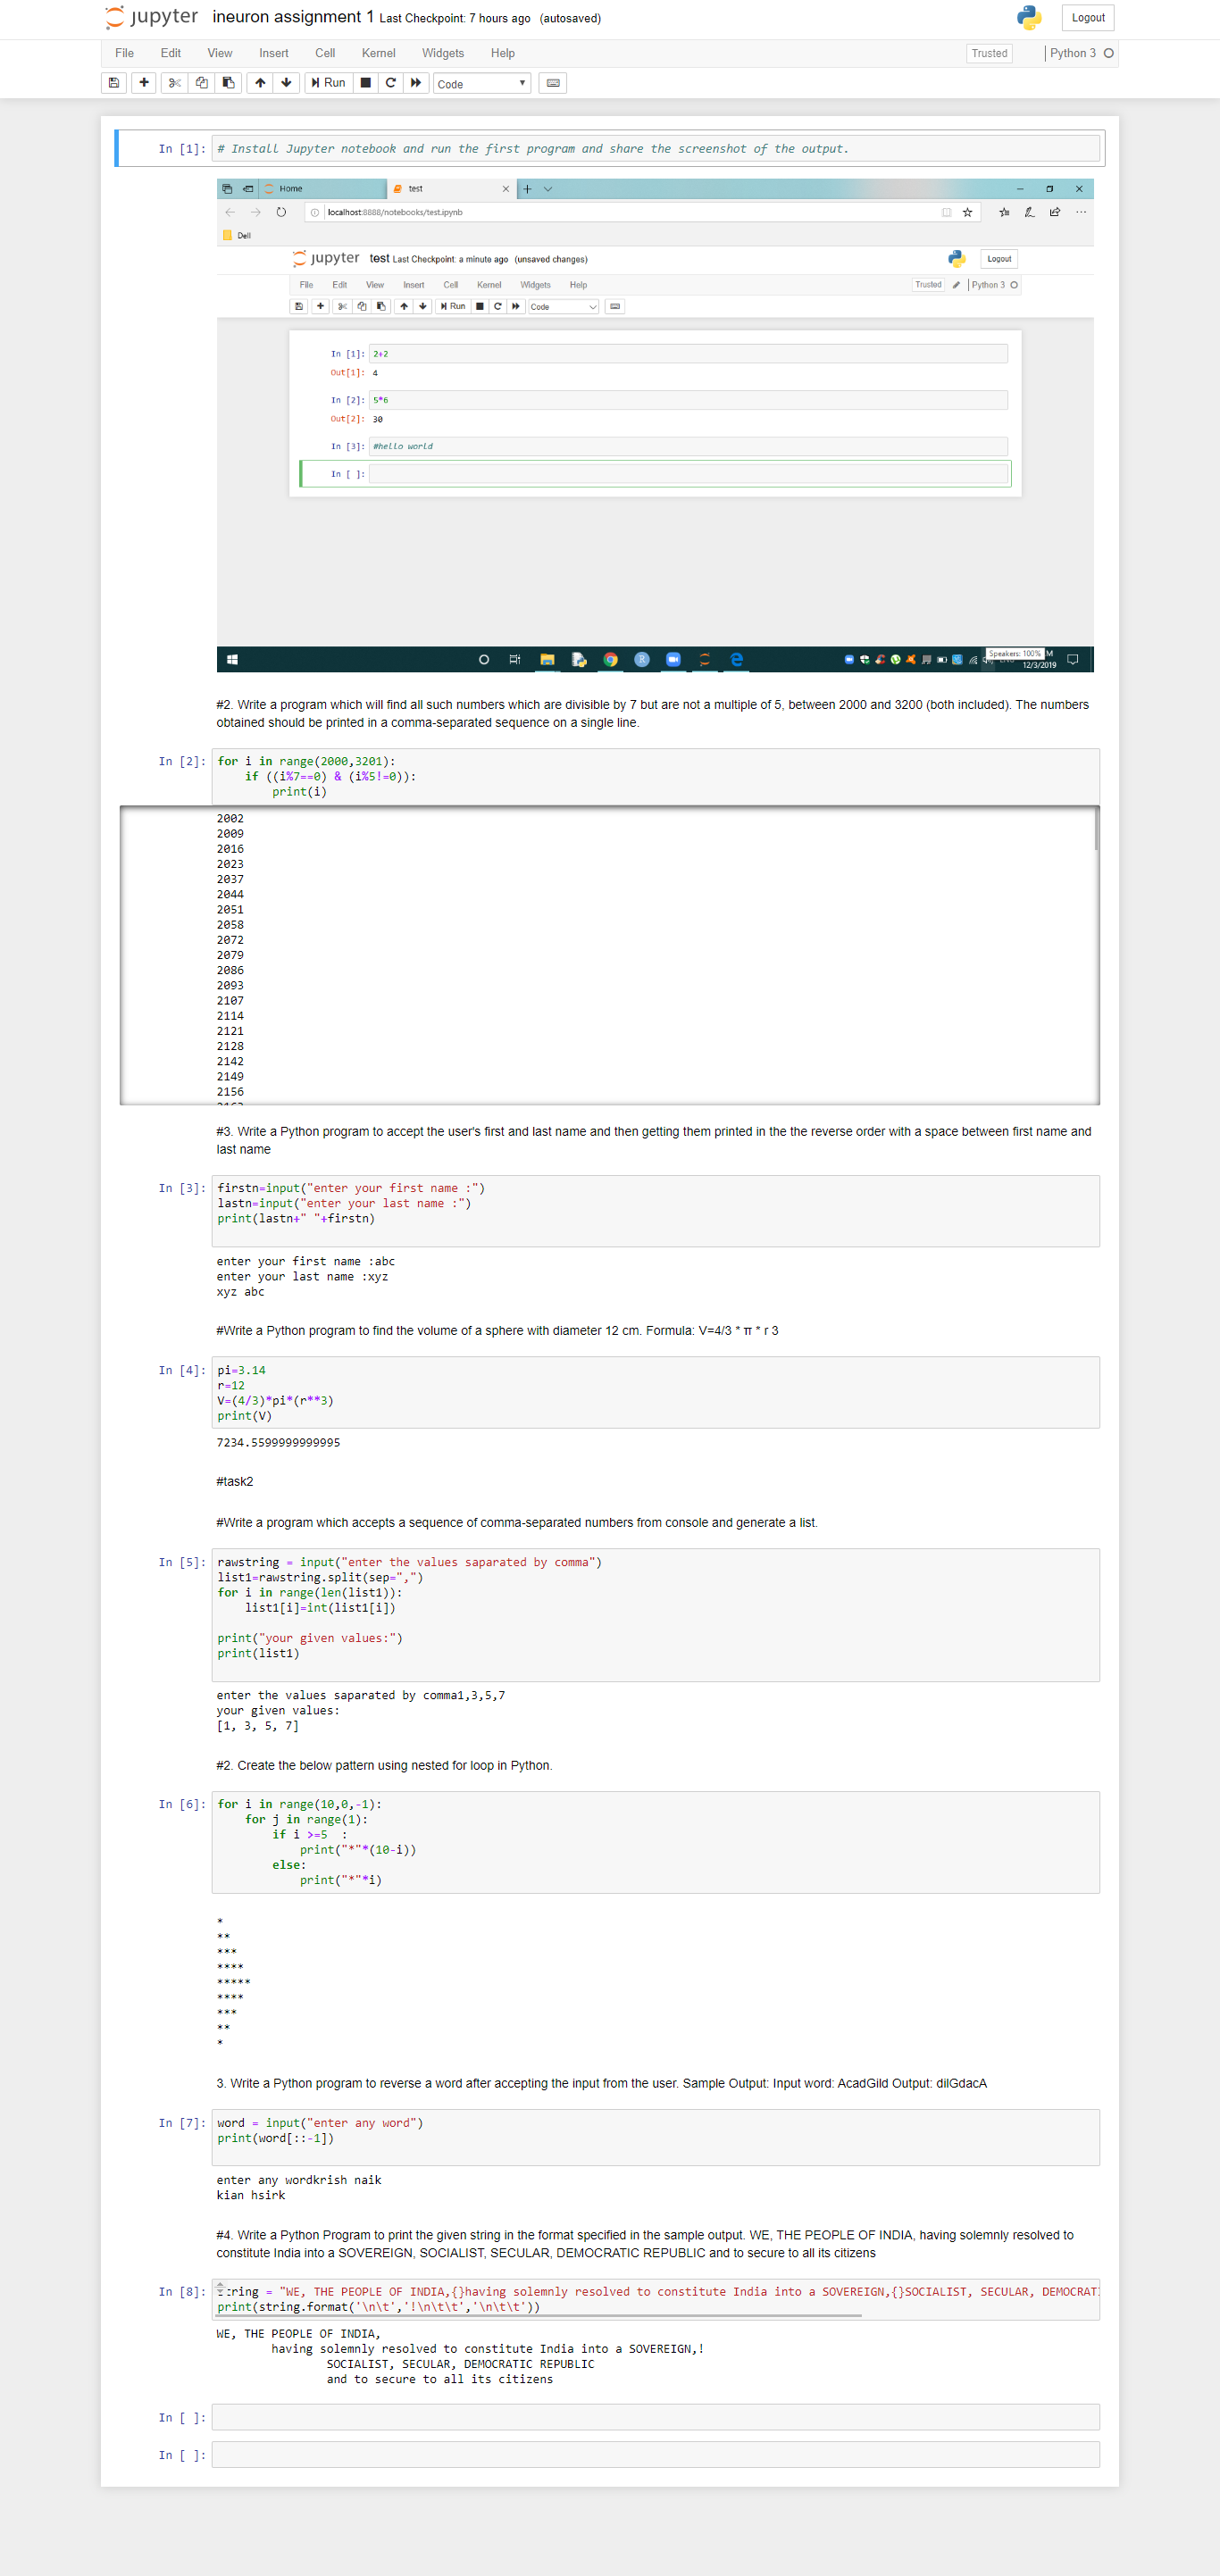 jupyter ineuron assignment 1 Last Checkpoint: 7 hours ago (autosaved)
Logout
File Edit View Insert Cell Kernel Widgets Help
Trusted Python 3
Run Code
In [1]: # Install Jupyter notebook and run the first program and share the screenshot of the output.
Home test
localhost:8888/notebooks/test.ipynb
Dell
jupyter test Last Checkpoint: a minute ago (unsaved changes)
Logout
File Edit View Insert Cell Kernel Widgets Help
Trusted Python 3
Run Code
In [1]: 2+2
Out[1]: 4
In [2]: 5*6
Out[2]: 30
In [3]: #hello world
In [ ]:
Speakers: 100% M
12/3/2019
#2. Write a program which will find all such numbers which are divisible by 7 but are not a multiple of 5, between 2000 and 3200 (both included). The numbers
obtained should be printed in a comma-separated sequence on a single line.
In [2]: for i in range(2000,3201):
if ((i%7==0) & (i%5!=0)):
print(i)
2002
2009
2016
2023
2037
2044
2051
2058
2072
2079
2086
2093
2107
2114
2121
2128
2142
2149
2156
#3. Write a Python program to accept the user's first and last name and then getting them printed in the the reverse order with a space between first name and
last name
In [3]: firstn=input("enter your first name :")
lastn=input("enter your last name :")
print(lastn+" "+firstn)
enter your first name :abc
enter your last name :xyz
xyz abc
#Write a Python program to find the volume of a sphere with diameter 12 cm. Formula: V=4/3 * π * r 3
In [4]: pi=3.14
r=12
V=(4/3)*pi*(r**3)
print(V)
7234.5599999999995
#task2
#Write a program which accepts a sequence of comma-separated numbers from console and generate a list.
In [5]: rawstring = input("enter the values saparated by comma")
list1=rawstring.split(sep=",")
for i in range(len(list1)):
list1[i]=int(list1[i])
print("your given values:")
print(list1)
enter the values saparated by comma1,3,5,7
your given values:
[1, 3, 5, 7]
#2. Create the below pattern using nested for loop in Python.
In [6]: for i in range(10,0,-1):
for j in range(1):
if i >=5 :
print("*"*(10-i))
else:
print("*"*i)
*
**
***
****
*****
****
***
**
*
3. Write a Python program to reverse a word after accepting the input from the user. Sample Output: Input word: AcadGild Output: dilGdacA
In [7]: word = input("enter any word")
print(word[::-1])
enter any wordkrish naik
kian hsirk
#4. Write a Python Program to print the given string in the format specified in the sample output. WE, THE PEOPLE OF INDIA, having solemnly resolved to
constitute India into a SOVEREIGN, SOCIALIST, SECULAR, DEMOCRATIC REPUBLIC and to secure to all its citizens
In [8]: ring = "WE, THE PEOPLE OF INDIA,{}having solemnly resolved to constitute India into a SOVEREIGN,{}SOCIALIST, SECULAR, DEMOCRAT
print(string.format('\n\t','!\n\t\t','\n\t\t'))
WE, THE PEOPLE OF INDIA,
having solemnly resolved to constitute India into a SOVEREIGN,!
SOCIALIST, SECULAR, DEMOCRATIC REPUBLIC
and to secure to all its citizens
In [ ]:
In [ ]: